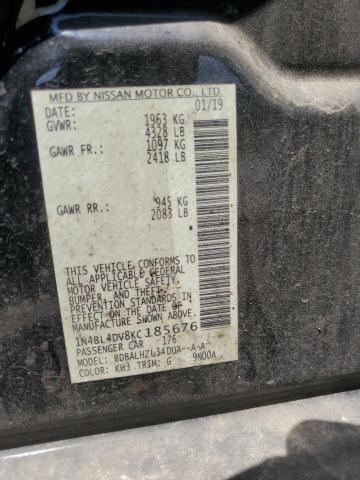 MFD BY NISSAN MOTOR CO., LTD.
DATE: 01/19
GVWR: 1963 KG
4328 LB
GAWR FR.: 1097 KG
2418 LB
GAWR RR.: 945 KG
2083 LB
THIS VEHICLE CONFORMS TO
ALL APPLICABLE FEDERAL
MOTOR VEHICLE SAFETY,
BUMPER, AND THEFT
PREVENTION STANDARDS IN
EFFECT ON THE DATE OF
MANUFACTURE SHOWN ABOVE.
1N4BL4DV8KC185676
PASSENGER CAR 176
MODEL: BDBALHZL34DUA--A-A
COLOR: KH3 TRIM: G 9N00A